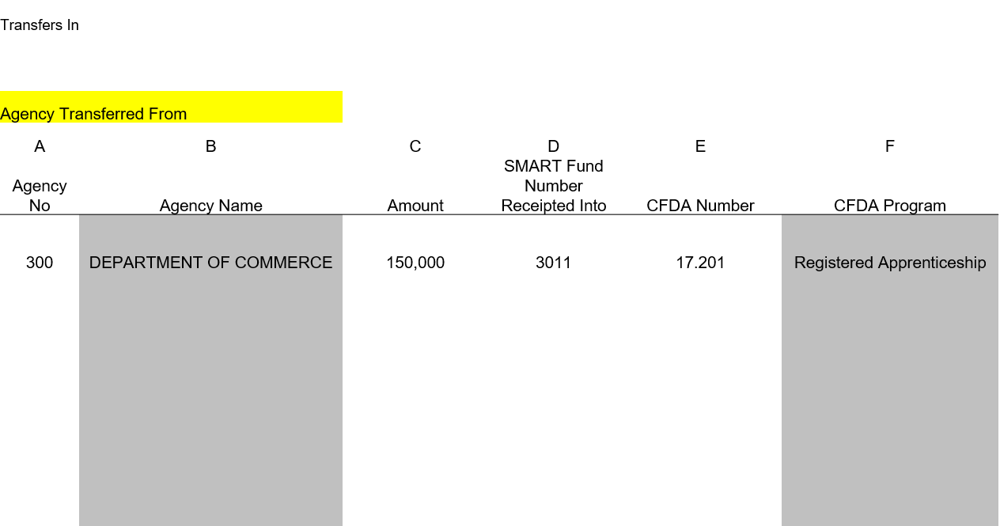 Transfers In
Agency Transferred From
A B C D E F
Agency No Agency Name Amount SMART Fund Number Receipted Into CFDA Number CFDA Program
300 DEPARTMENT OF COMMERCE 150,000 3011 17.201 Registered Apprenticeship